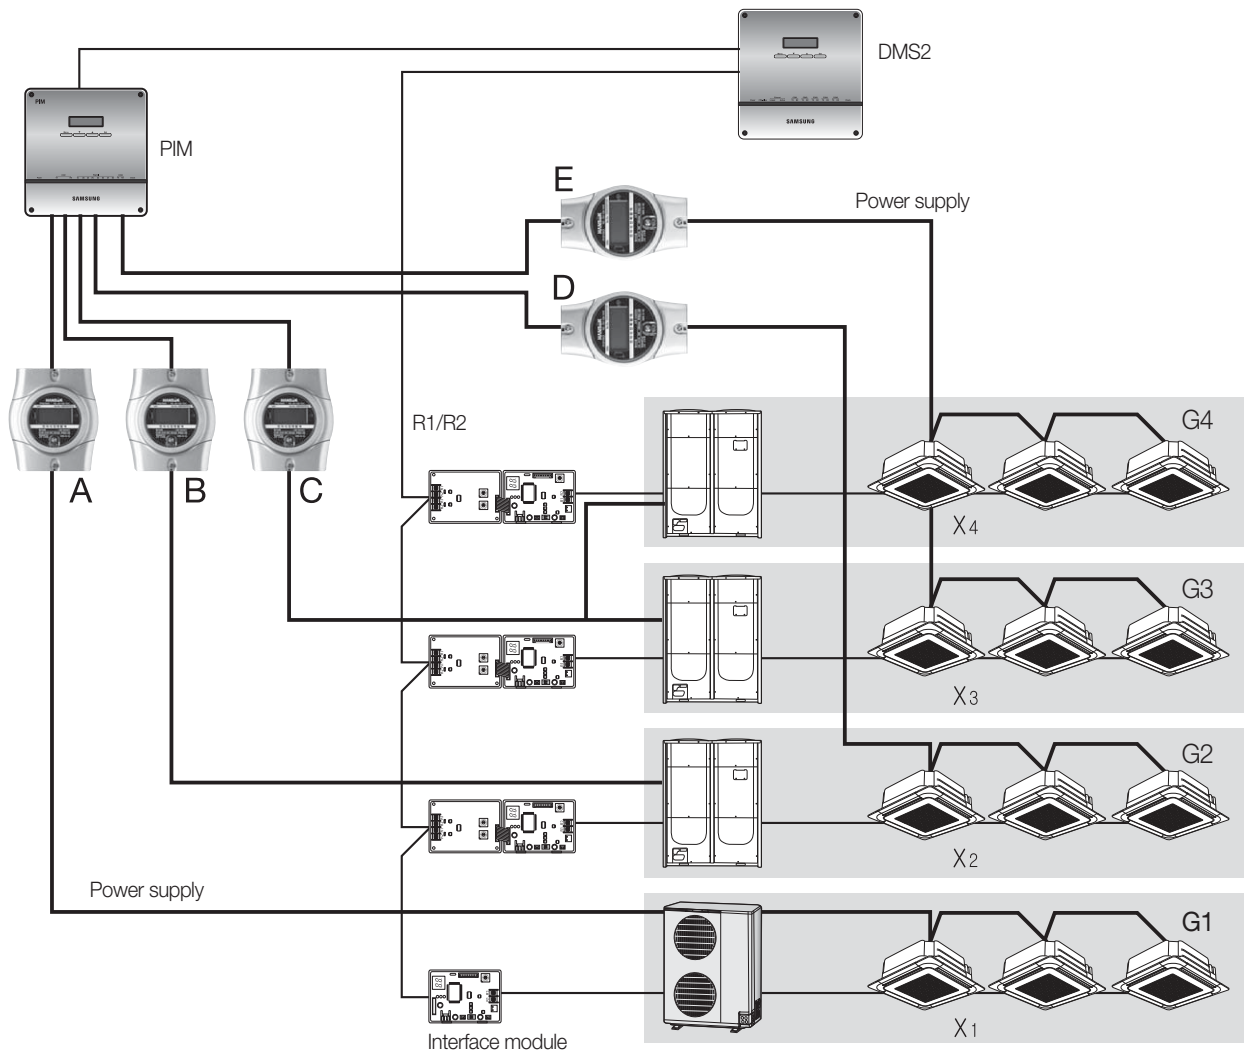 DMS2
SAMSUNG
PIM
PIM
SAMSUNG
E
Power supply
D
A
B
C
R1/R2
G4
X4
G3
X3
G2
X2
Power supply
G1
X1
Interface module